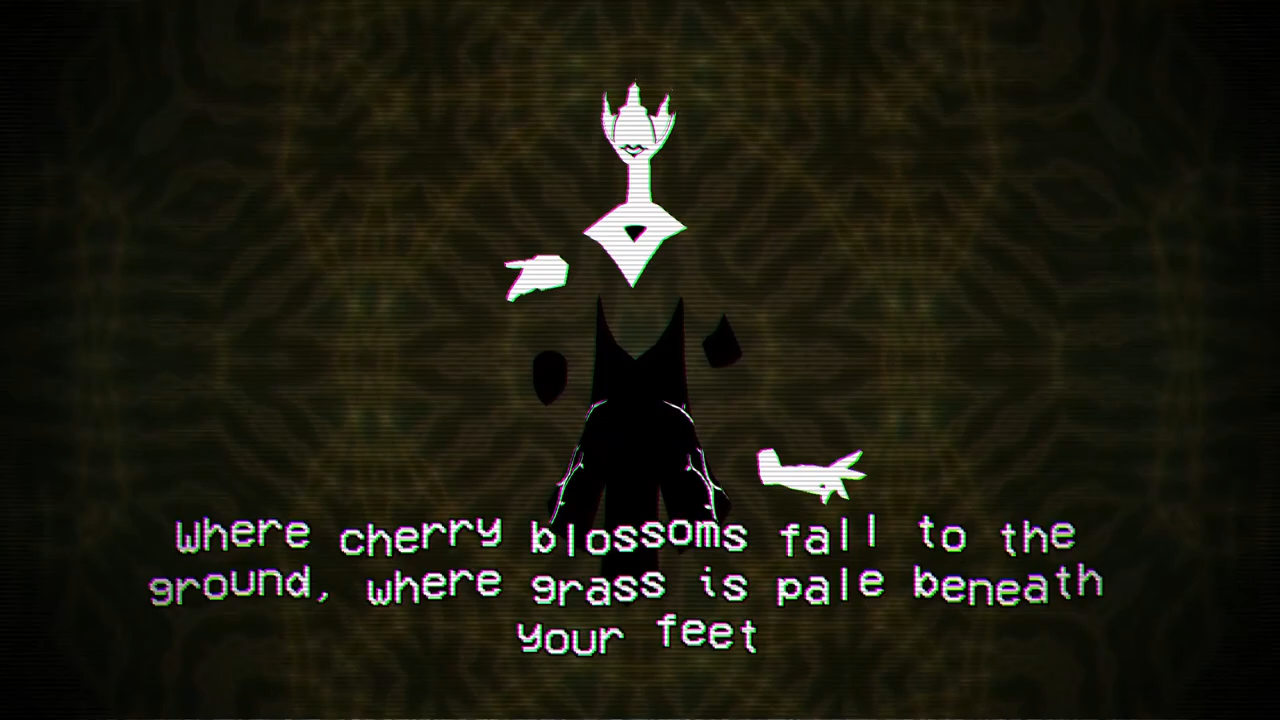 Where cherry blossoms fall to the
ground, where grass is pale beneath
your feet